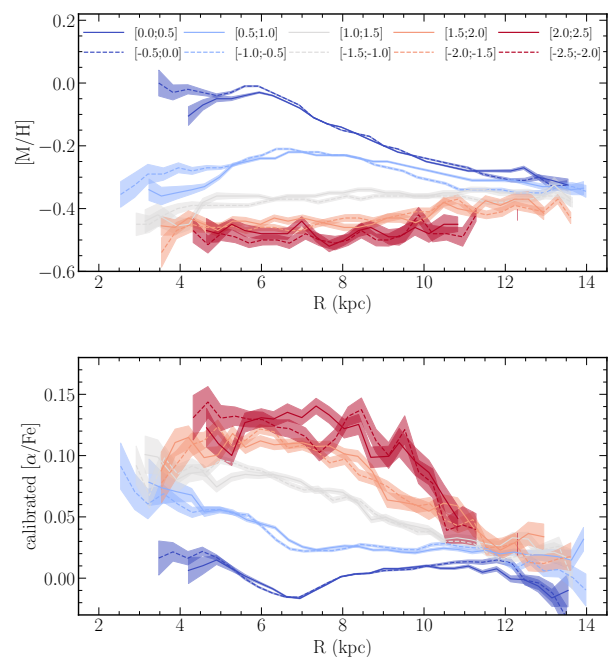 0.2
[0.0;0.5] [0.5;1.0] [1.0;1.5] [1.5;2.0] [2.0;2.5]
[-0.5;0.0] [-1.0;-0.5] [-1.5;-1.0] [-2.0;-1.5] [-2.5;-2.0]
0.0
[M/H]
−0.2
−0.4
−0.6
2 4 6 8 10 12 14
R (kpc)
0.15
0.10
calibrated [α/Fe]
0.05
0.00
2 4 6 8 10 12 14
R (kpc)